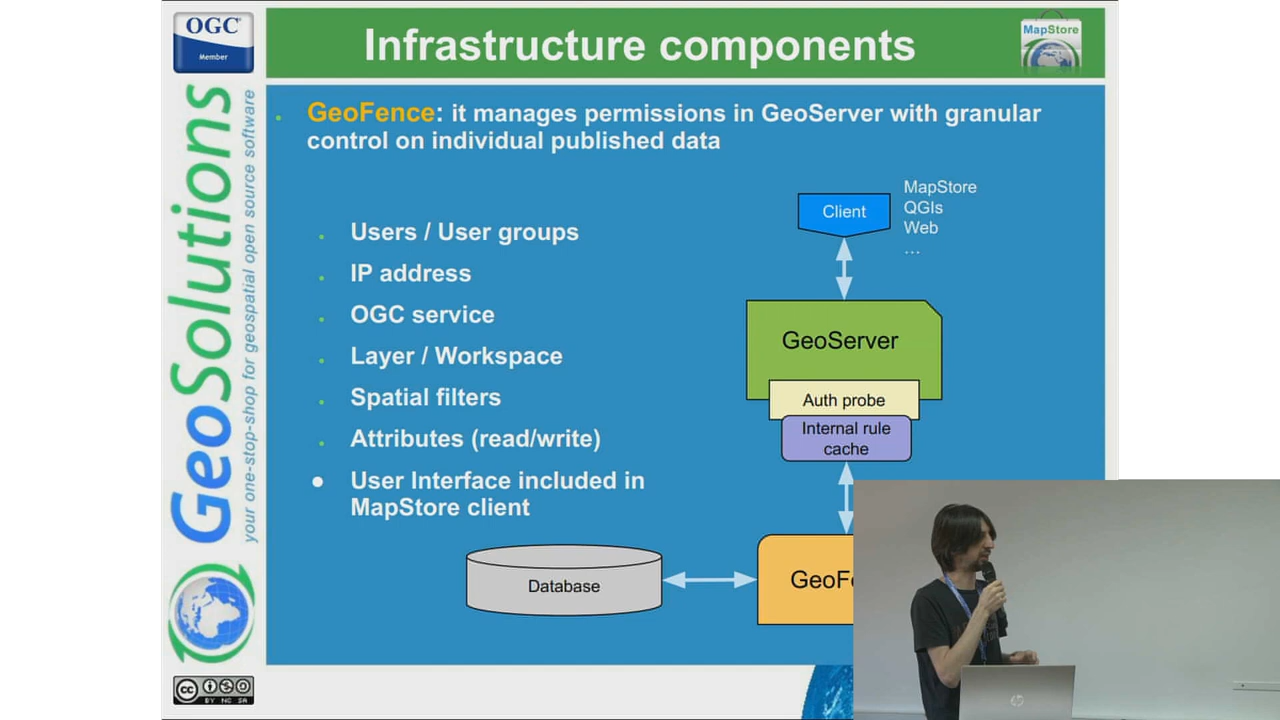 OGC
Member
Infrastructure components
MapStore
GeoSolutions
your one-stop-shop for geospatial open source software
GeoFence: it manages permissions in GeoServer with granular
control on individual published data
Users / User groups
IP address
OGC service
Layer / Workspace
Spatial filters
Attributes (read/write)
User Interface included in
MapStore client
Client
MapStore
QGIs
Web
...
GeoServer
Auth probe
Internal rule
cache
Database
GeoFe
cc
BY NC SA
hp